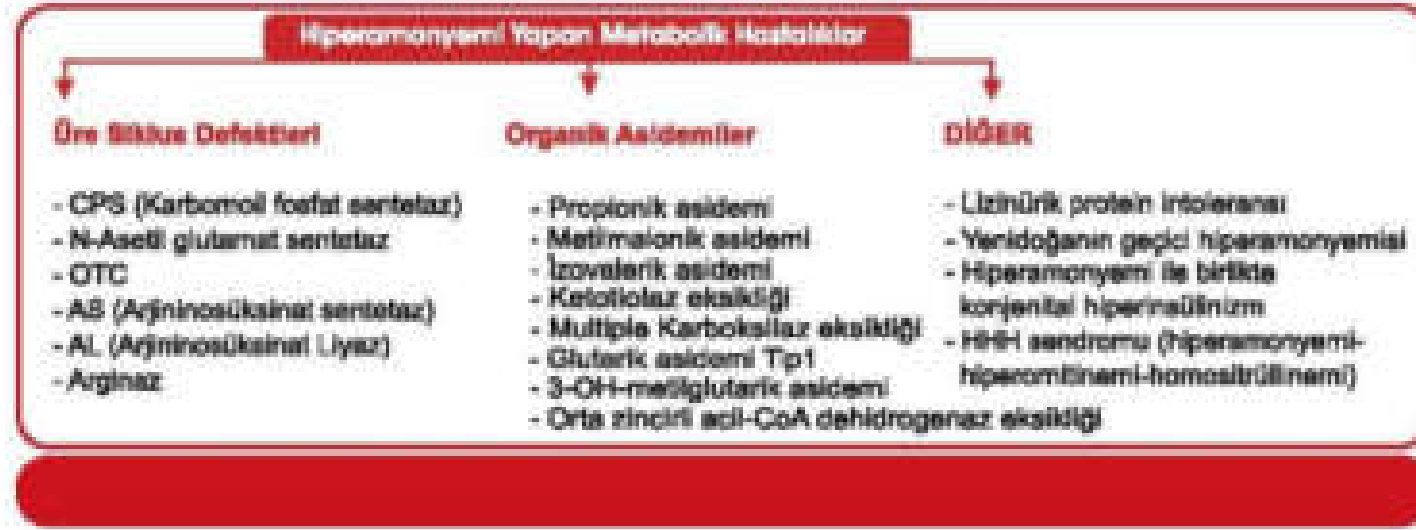 Hiperamonyemi Yapan Metabolik Hastalıklar
Üre Siklus Defektleri
- CPS (Karbomoil fosfat sentetaz)
- N-Asetil glutamat sentetaz
- OTC
- AS (Arjininosüksinat sentetaz)
- AL (Arjininosüksinat Liyaz)
- Arginaz
Organik Asidemiler
- Propionik asidemi
- Metilmalonik asidemi
- İzovalerik asidemi
- Ketotiolaz eksikliği
- Multiple Karboksilaz eksikliği
- Glutarik asidemi Tip1
- 3-OH-metilglutarik asidemi
- Orta zincirli acil-CoA dehidrogenaz eksikliği
DİĞER
- Lizinürik protein intoleransı
- Yenidoğanın geçici hiperamonyemisi
- Hiperamonyemi ile birlikte
konjenital hiperinsülinizm
- HHH sendromu (hiperamonyemi-
hiperornitinemi-homositrüllinemi)